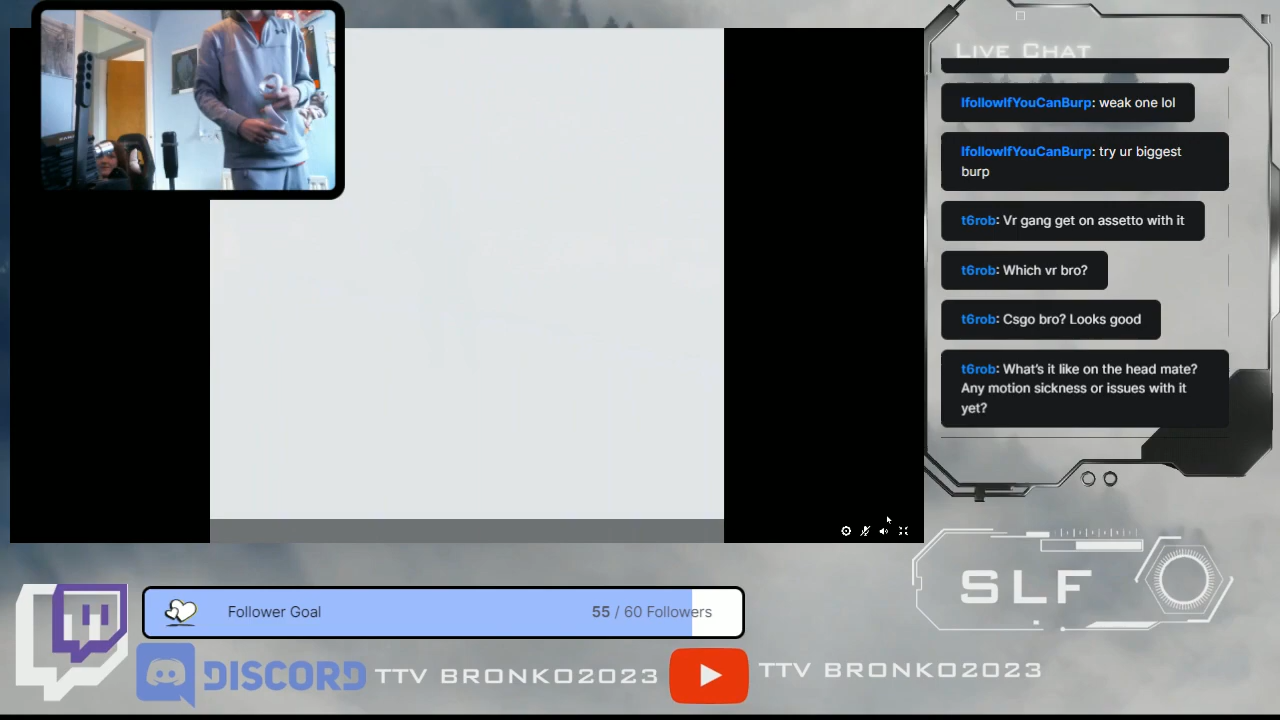 LIVE CHAT
IfollowIfYouCanBurp: weak one lol
IfollowIfYouCanBurp: try ur biggest
burp
t6rob: Vr gang get on assetto with it
t6rob: Which vr bro?
t6rob: Csgo bro? Looks good
t6rob: What's it like on the head mate?
Any motion sickness or issues with it
yet?
SLF
Follower Goal
55 / 60 Followers
DISCORD
TTV BRONKO2023
TTV BRONKO2023